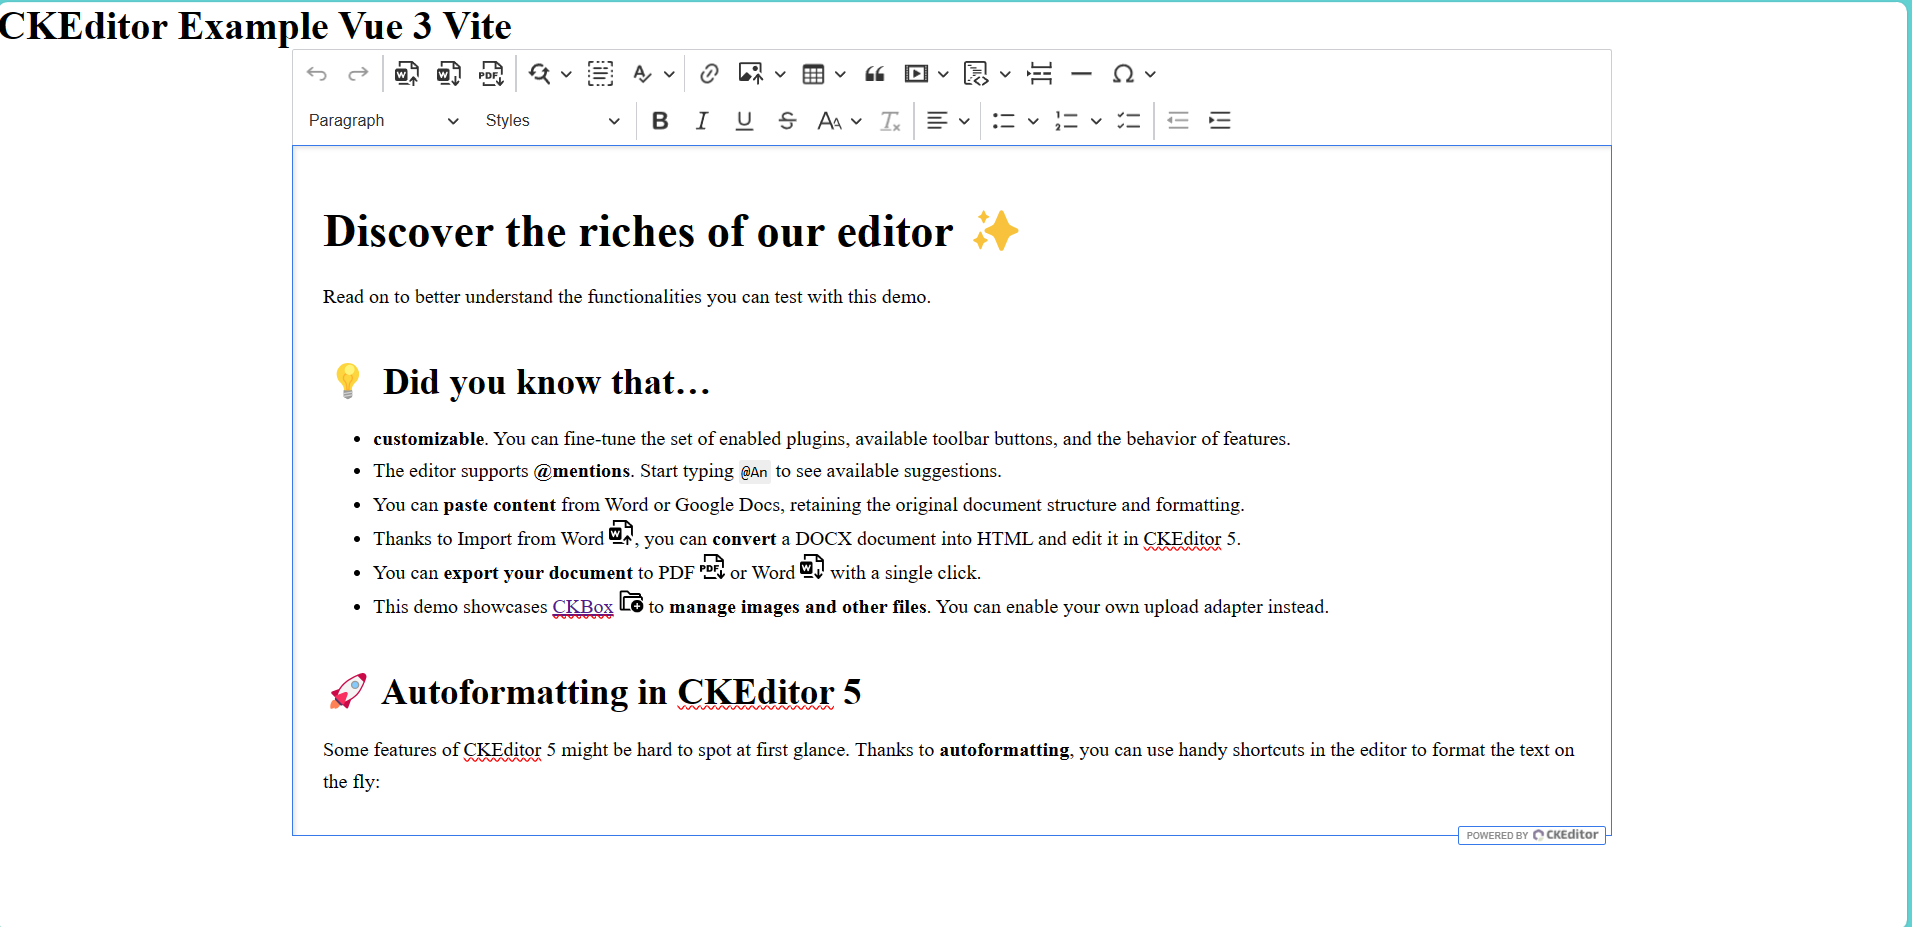 CKEditor Example Vue 3 Vite
Paragraph Styles
Discover the riches of our editor ✨
Read on to better understand the functionalities you can test with this demo.
💡 Did you know that…
• customizable. You can fine-tune the set of enabled plugins, available toolbar buttons, and the behavior of features.
• The editor supports @mentions. Start typing @An to see available suggestions.
• You can paste content from Word or Google Docs, retaining the original document structure and formatting.
• Thanks to Import from Word , you can convert a DOCX document into HTML and edit it in CKEditor 5.
• You can export your document to PDF or Word with a single click.
• This demo showcases CKBox to manage images and other files. You can enable your own upload adapter instead.
🚀 Autoformatting in CKEditor 5
Some features of CKEditor 5 might be hard to spot at first glance. Thanks to autoformatting, you can use handy shortcuts in the editor to format the text on
the fly:
POWERED BY CKEditor